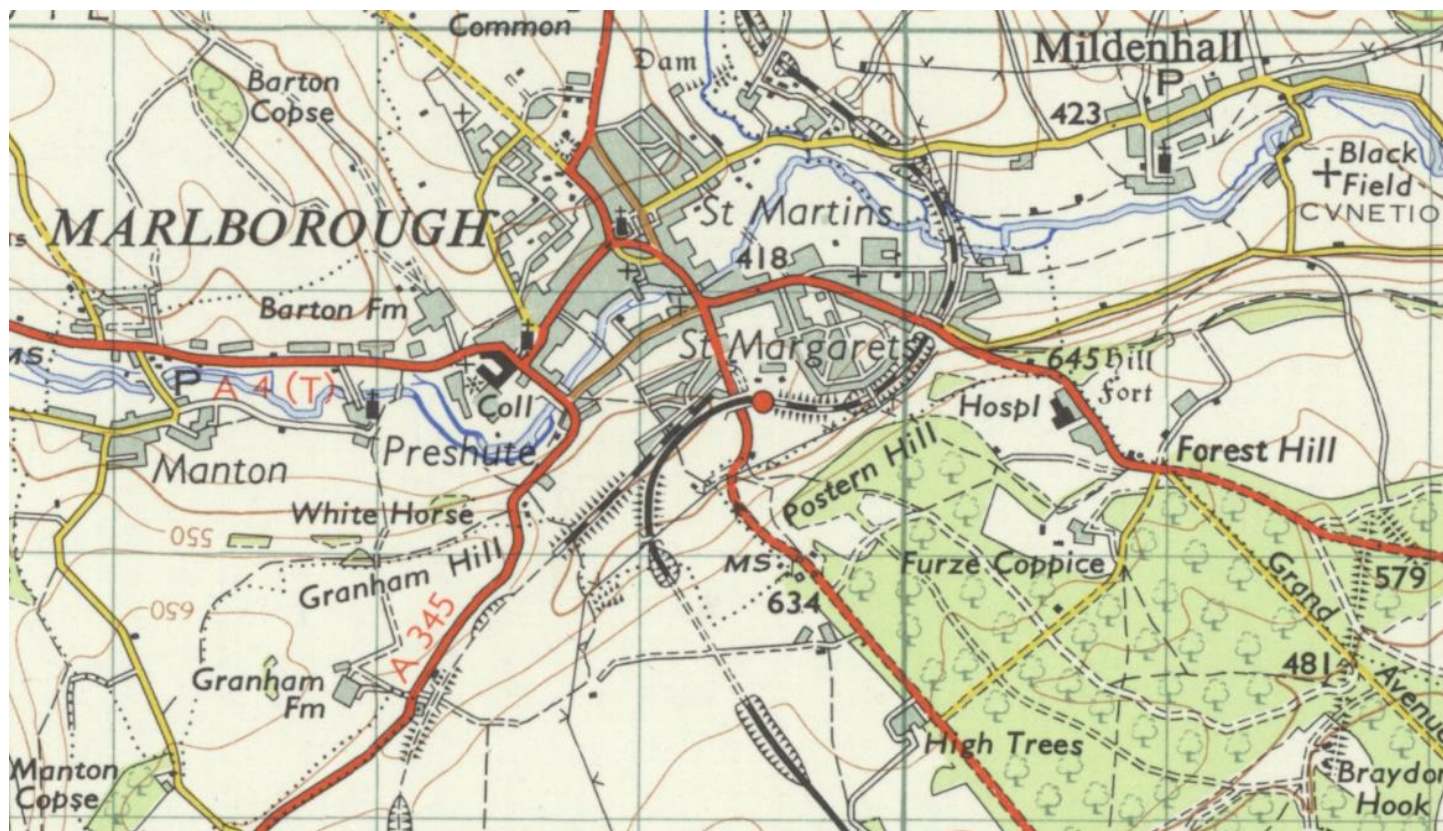 Common
Dam
Mildenhall
P
Barton
Copse
423
Black
Field
CVNETIO
MARLBOROUGH
St Martins
418
Barton Fm
MS
P
A 4 (T)
St Margarets
645
Hill
Fort
Coll
Hospl
Manton
Preshute
Forest Hill
Postern Hill
White Horse
550
Granham Hill
MS
Furze Coppice
Grand
Avenue
579
634
650
A 345
481
Granham
Fm
High Trees
Manton
Copse
Braydon
Hook